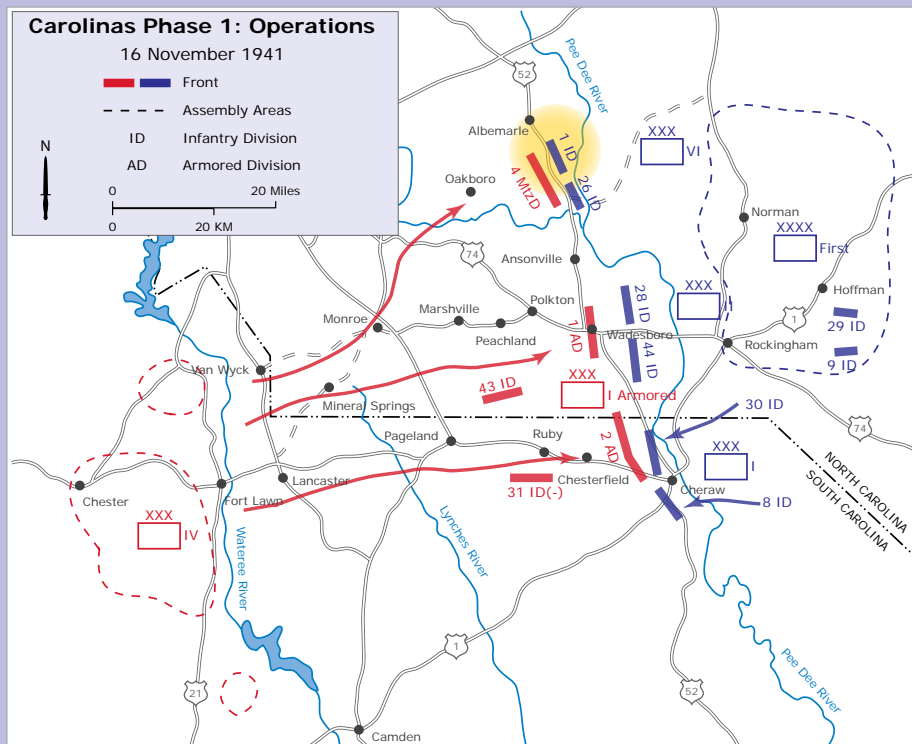 Carolinas Phase 1: Operations
16 November 1941
Front
Assembly Areas
ID Infantry Division
AD Armored Division
N
0 20 Miles
0 20 KM
52
Pee Dee River
Albemarle
1 ID
XXX
VI
4 MtzD
26 ID
Oakboro
Norman
XXXX
First
74
Ansonville
Hoffman
XXX
28 ID
Polkton
Marshville
Monroe
1
29 ID
Peachland
1 AD
Wadesboro
Rockingham
44 ID
9 ID
Van Wyck
XXX
I Armored
43 ID
Mineral Springs
30 ID
74
Pageland
Ruby
2 AD
XXX
I
NORTH CAROLINA
SOUTH CAROLINA
Chester
Lancaster
Fort Lawn
Chesterfield
31 ID(-)
Cheraw
8 ID
XXX
IV
Wateree River
Lynches River
1
Pee Dee River
21
52
Camden